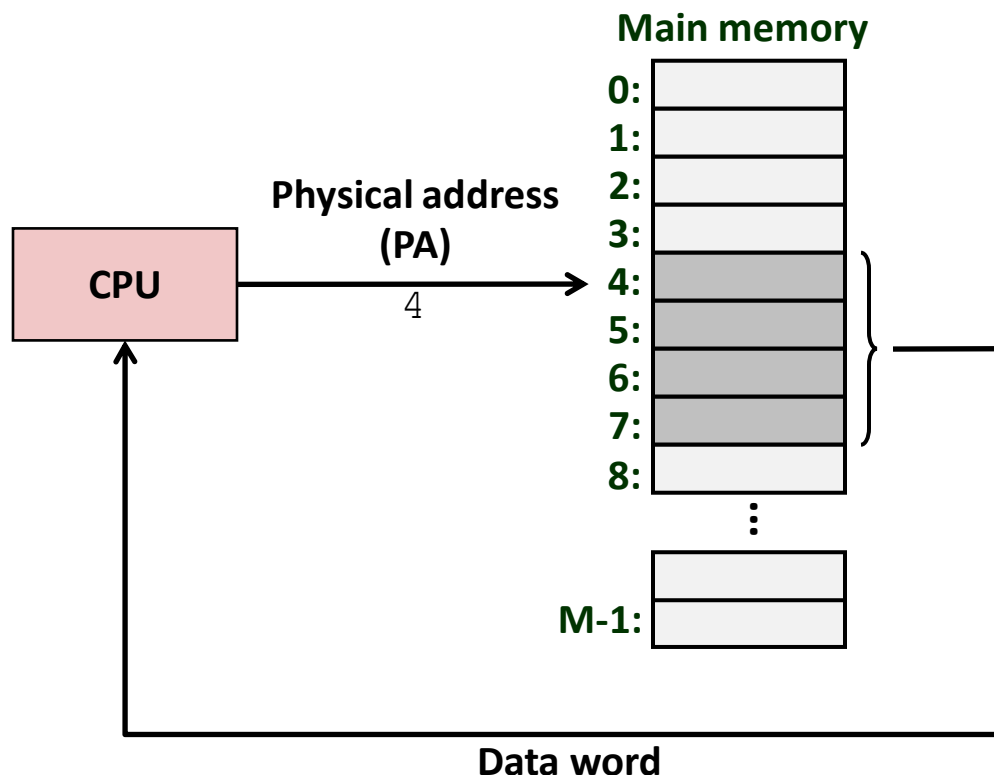 Main memory
0:
1:
2:
Physical address
(PA)
3:
CPU
4
4:
5:
6:
7:
8:
...
M-1:
Data word